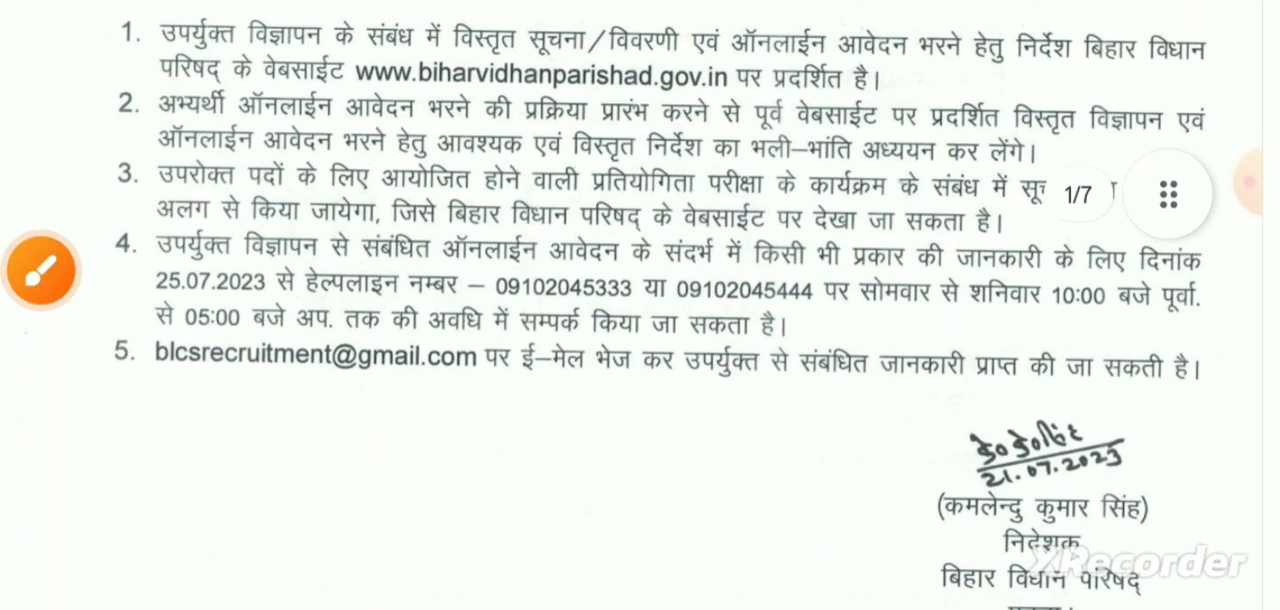 1. उपर्युक्त विज्ञापन के संबंध में विस्तृत सूचना/विवरणी एवं ऑनलाईन आवेदन भरने हेतु निर्देश बिहार विधान
परिषद् के वेबसाईट www.biharvidhanparishad.gov.in पर प्रदर्शित है।
2. अभ्यर्थी ऑनलाईन आवेदन भरने की प्रक्रिया प्रारंभ करने से पूर्व वेबसाईट पर प्रदर्शित विस्तृत विज्ञापन एवं
ऑनलाईन आवेदन भरने हेतु आवश्यक एवं विस्तृत निर्देश का भली–भांति अध्ययन कर लेंगे।
3. उपरोक्त पदों के लिए आयोजित होने वाली प्रतियोगिता परीक्षा के कार्यक्रम के संबंध में 1/7
अलग से किया जायेगा, जिसे बिहार विधान परिषद् के वेबसाईट पर देखा जा सकता है।
4. उपर्युक्त विज्ञापन से संबंधित ऑनलाईन आवेदन के संदर्भ में किसी भी प्रकार की जानकारी के लिए दिनांक
25.07.2023 से हेल्पलाइन नम्बर – 09102045333 या 09102045444 पर सोमवार से शनिवार 10:00 बजे पूर्वा.
से 05:00 बजे अप. तक की अवधि में सम्पर्क किया जा सकता है।
5. blcsrecruitment@gmail.com पर ई–मेल भेज कर उपर्युक्त से संबंधित जानकारी प्राप्त की जा सकती है।
21.07.2023
(कमलेन्दु कुमार सिंह)
निदेशक
बिहार विधान परिषद्
XRecorder